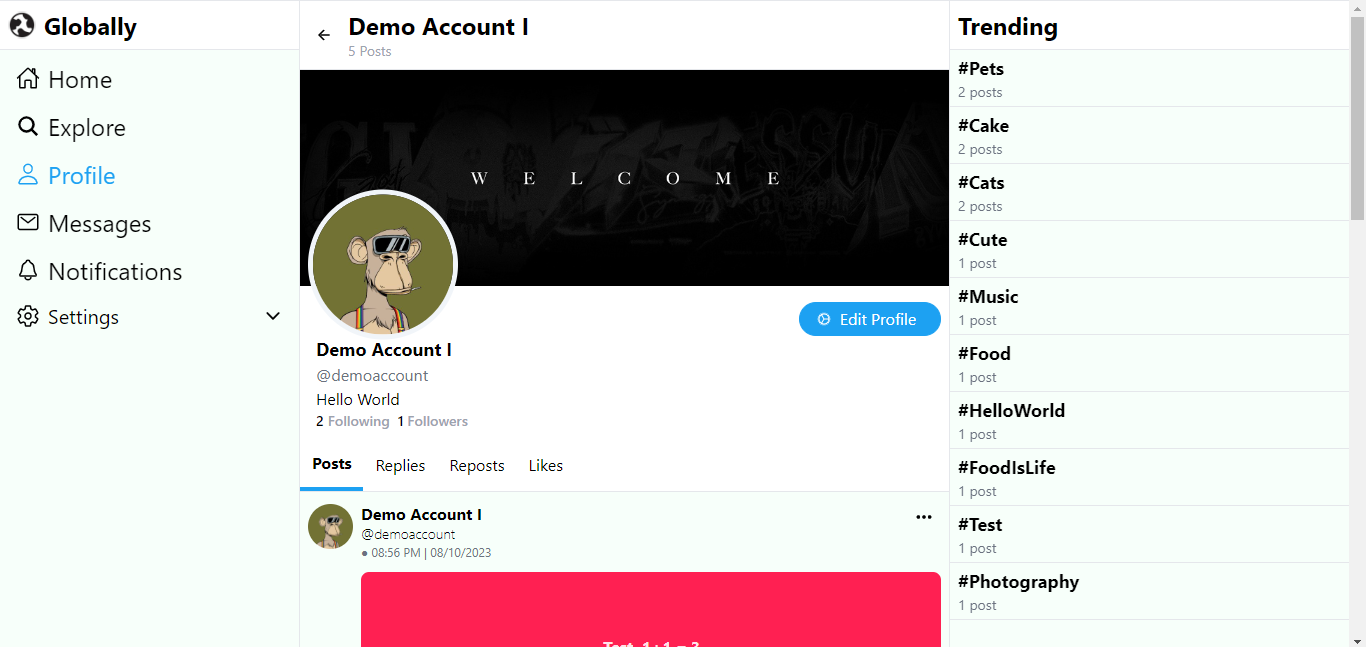 Globally
Home
Explore
Profile
Messages
Notifications
Settings
Demo Account I
5 Posts
WELCOME
Edit Profile
Demo Account I
@demoaccount
Hello World
2 Following 1 Followers
Posts Replies Reposts Likes
Demo Account I
@demoaccount
● 08:56 PM | 08/10/2023
Trending
#Pets
2 posts
#Cake
2 posts
#Cats
2 posts
#Cute
1 post
#Music
1 post
#Food
1 post
#HelloWorld
1 post
#FoodIsLife
1 post
#Test
1 post
#Photography
1 post